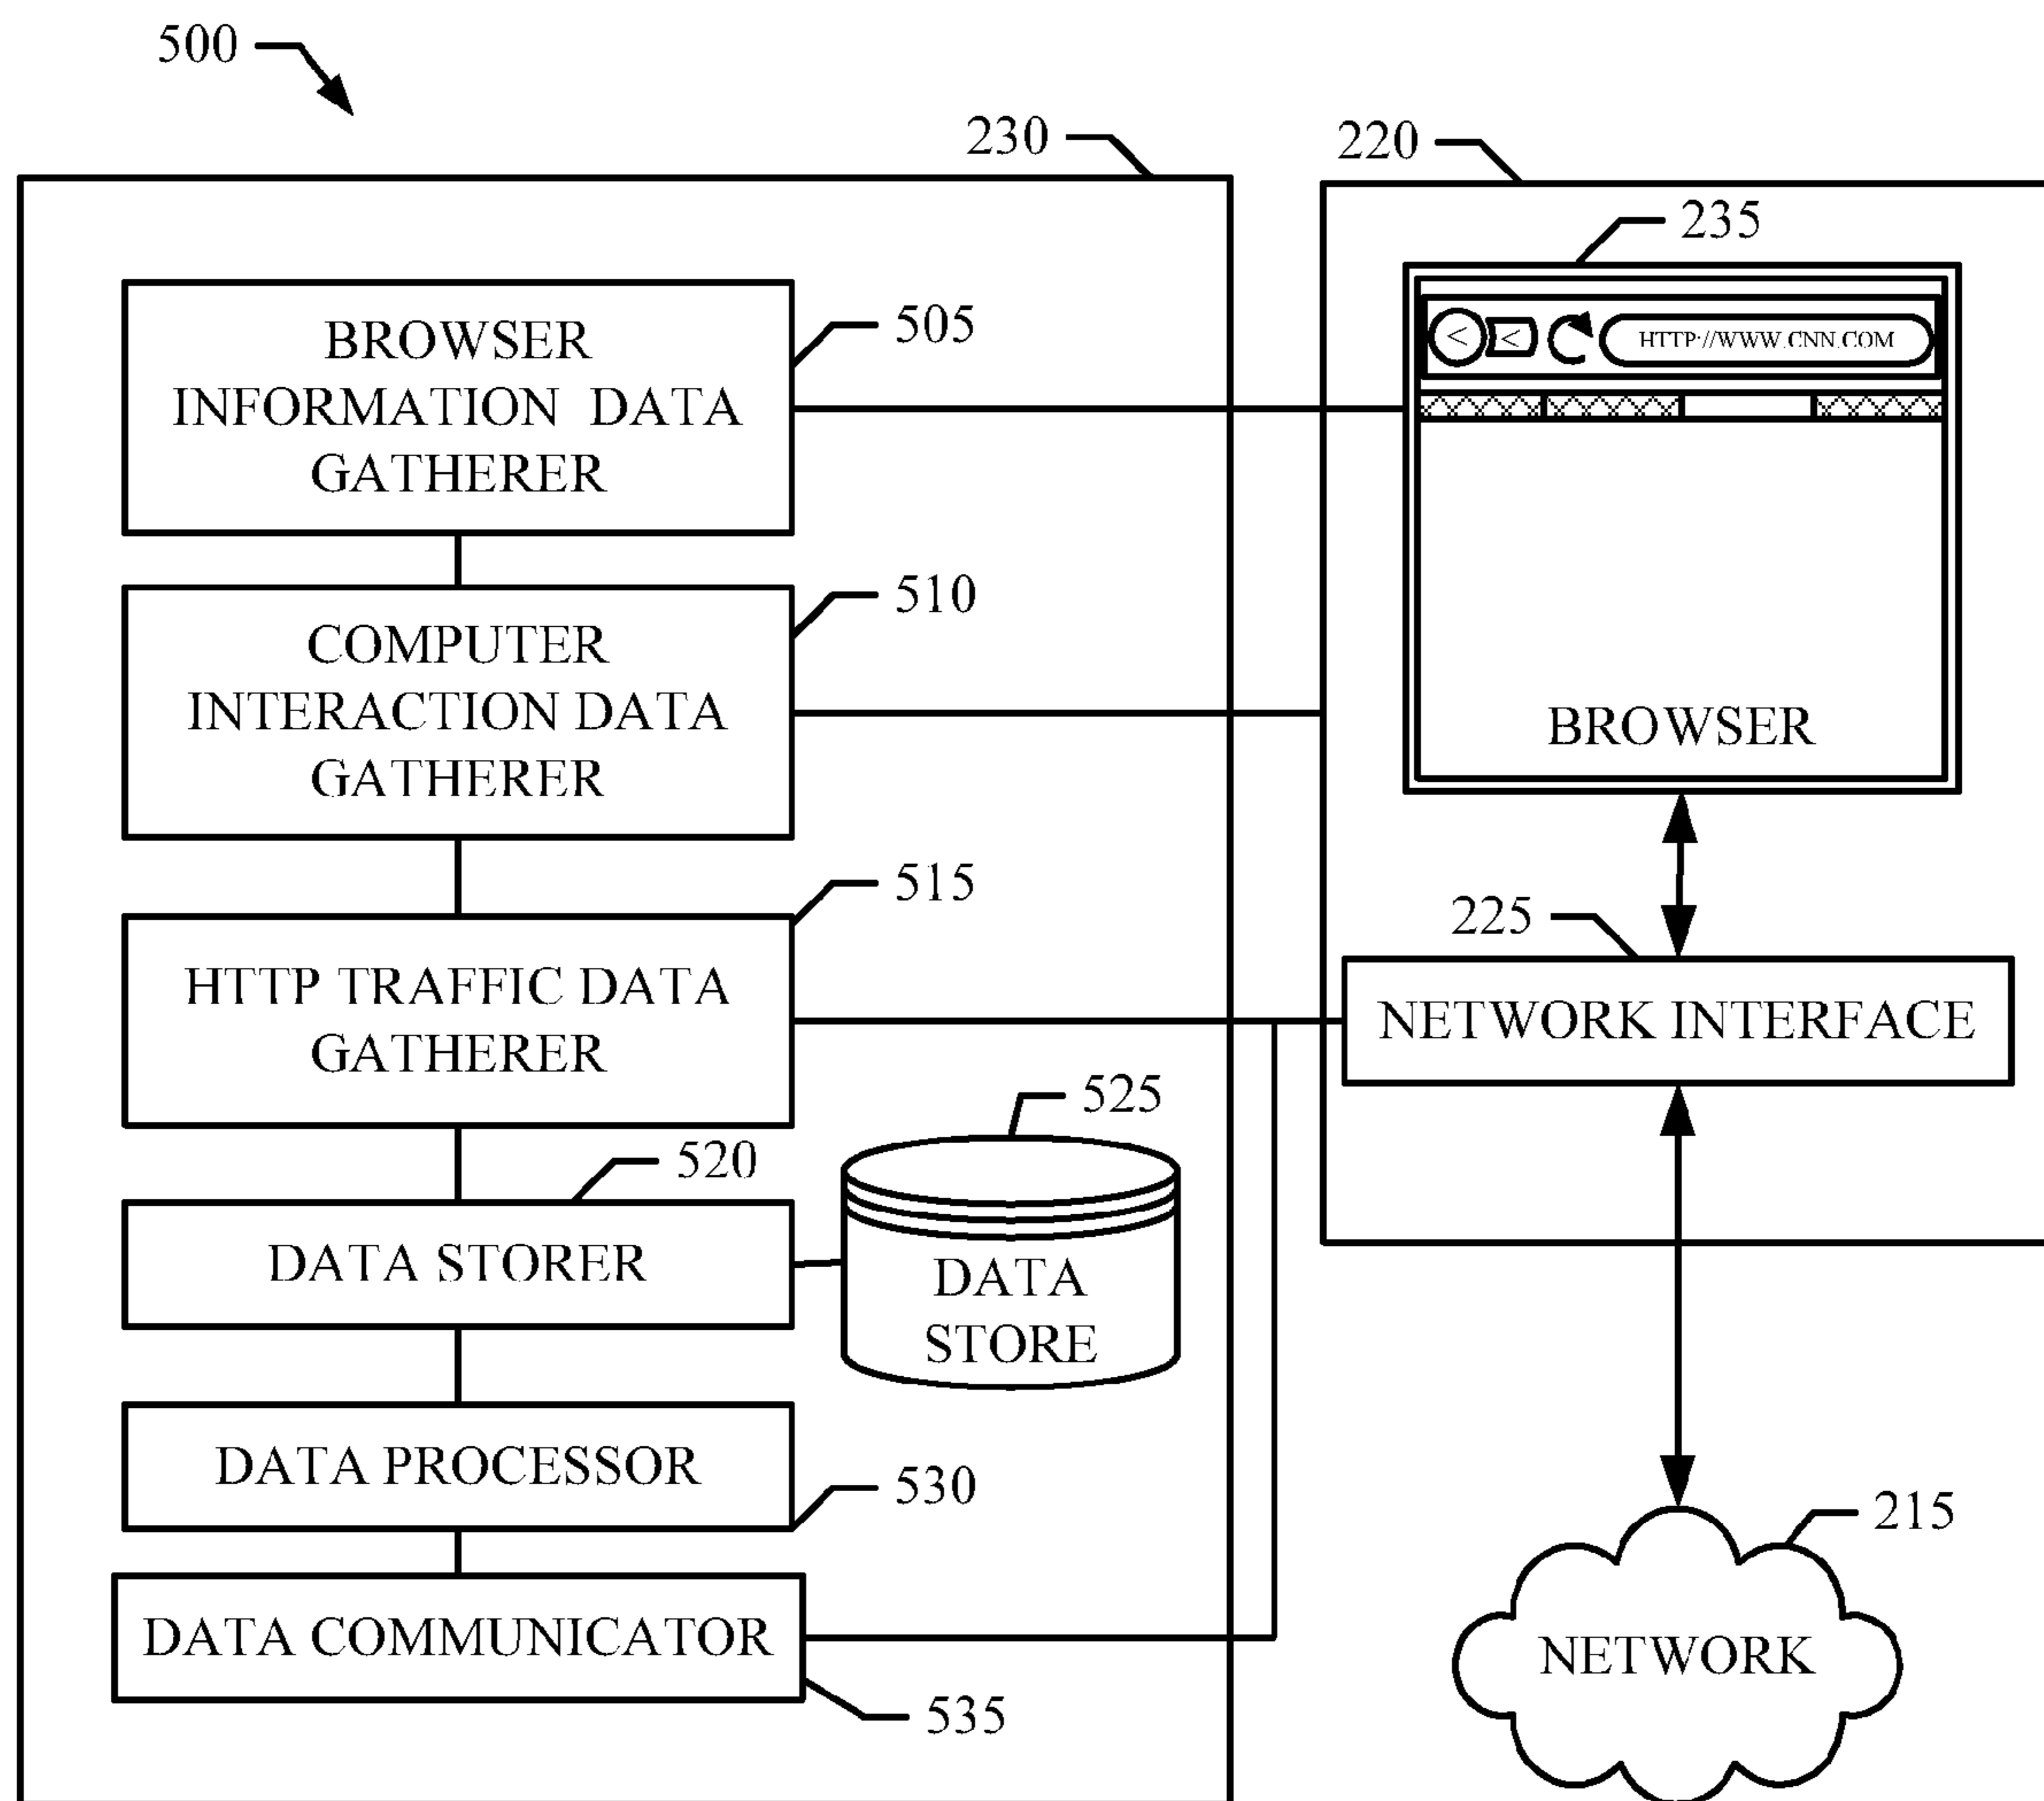 500
230
220
235
BROWSER
INFORMATION DATA
GATHERER
505
< < HTTP://WWW.CNN.COM
COMPUTER
INTERACTION DATA
GATHERER
510
BROWSER
HTTP TRAFFIC DATA
GATHERER
515
225
NETWORK INTERFACE
525
520
DATA STORER
DATA
STORE
DATA PROCESSOR
530
215
DATA COMMUNICATOR
NETWORK
535